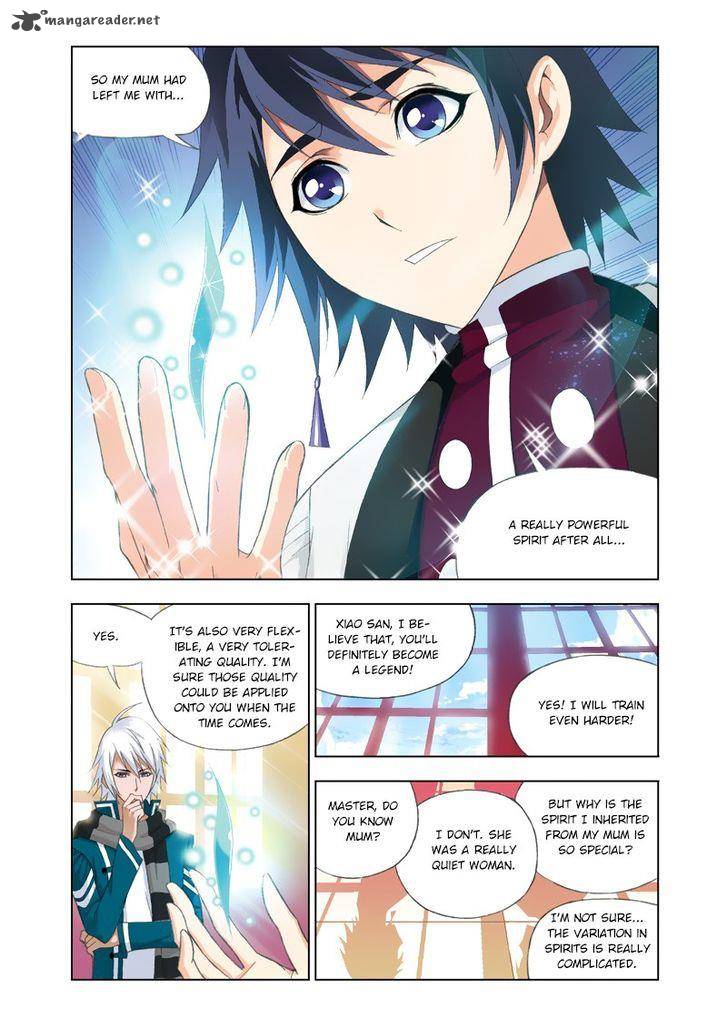 mangareader.net
SO MY MUM HAD
LEFT ME WITH...
A REALLY POWERFUL
SPIRIT AFTER ALL...
YES.
IT'S ALSO VERY FLEX-
IBLE, A VERY TOLER-
ATING QUALITY. I'M
SURE THOSE QUALITY
COULD BE APPLIED
ONTO YOU WHEN THE
TIME COMES.
XIAO SAN, I BE-
LIEVE THAT, YOU'LL
DEFINITELY BECOME
A LEGEND!
YES! I WILL TRAIN
EVEN HARDER!
MASTER, DO
YOU KNOW
MUM?
I DON'T. SHE
WAS A REALLY
QUIET WOMAN.
BUT WHY IS THE
SPIRIT I INHERITED
FROM MY MUM IS
SO SPECIAL?
I'M NOT SURE...
THE VARIATION IN
SPIRITS IS REALLY
COMPLICATED.